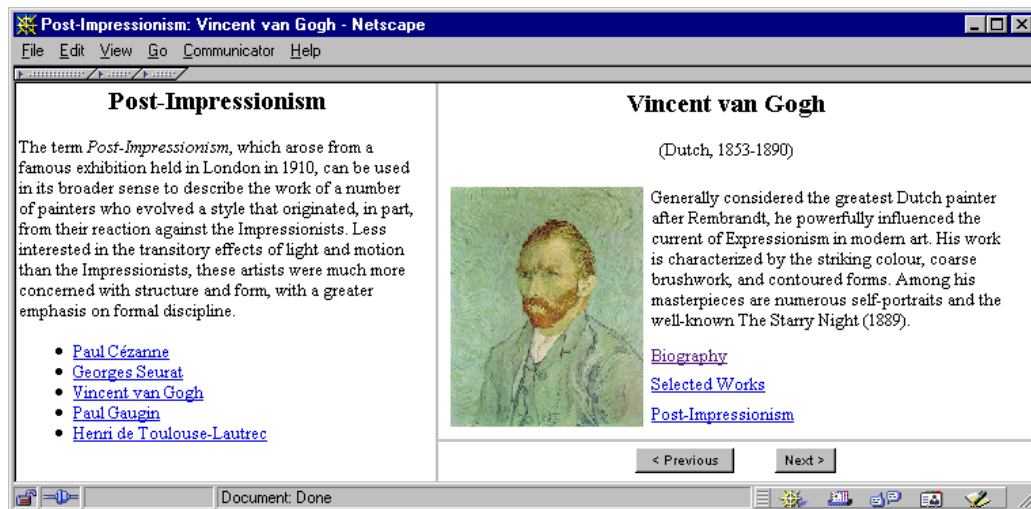 Post-Impressionism: Vincent van Gogh - Netscape
File Edit View Go Communicator Help
Post-Impressionism
The term Post-Impressionism, which arose from a
famous exhibition held in London in 1910, can be used
in its broader sense to describe the work of a number
of painters who evolved a style that originated, in part,
from their reaction against the Impressionists. Less
interested in the transitory effects of light and motion
than the Impressionists, these artists were much more
concerned with structure and form, with a greater
emphasis on formal discipline.
Paul Cézanne
Georges Seurat
Vincent van Gogh
Paul Gaugin
Henri de Toulouse-Lautrec
Vincent van Gogh
(Dutch, 1853-1890)
Generally considered the greatest Dutch painter
after Rembrandt, he powerfully influenced the
current of Expressionism in modern art. His work
is characterized by the striking colour, coarse
brushwork, and contoured forms. Among his
masterpieces are numerous self-portraits and the
well-known The Starry Night (1889).
Biography
Selected Works
Post-Impressionism
< Previous Next >
Document: Done